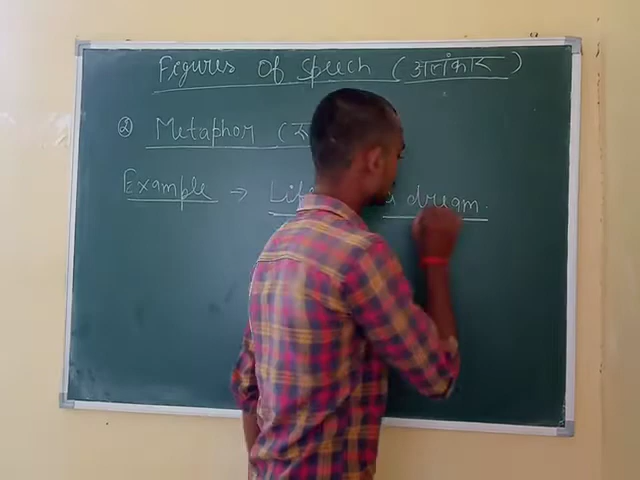 Figures of Speech (अलंकार)
② Metaphor (
Example → Life a dream.